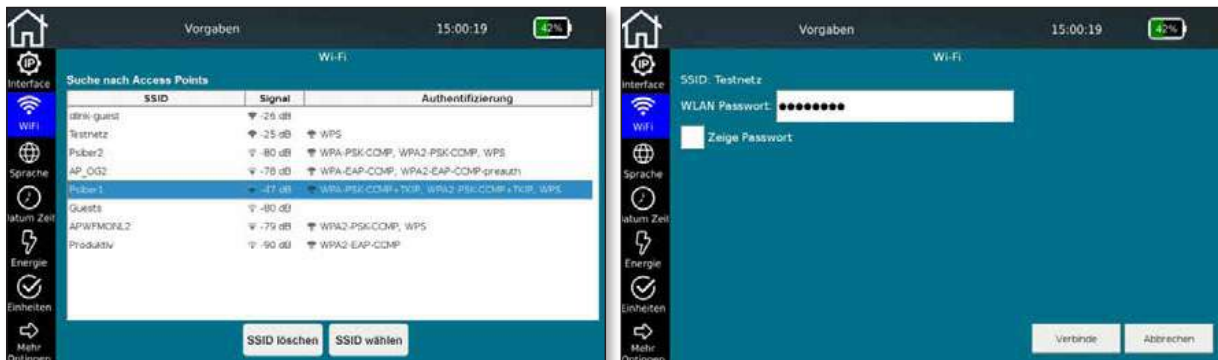 Vorgaben 15:00:19 42%
Wi-Fi
Interface
Suche nach Access Points
SSID Signal Authentifizierung
WiFi
dlink-guest -26 dB
Testnetz -25 dB WPS
Psiber2 -80 dB WPA-PSK-CCMP, WPA2-PSK-CCMP, WPS
Sprache
AP_OG2 -78 dB WPA-EAP-CCMP, WPA2-EAP-CCMP-preauth
Psiber1 -47 dB WPA-PSK-CCMP+TKIP, WPA2-PSK-CCMP+TKIP, WPS
Guests -80 dB
atum Zeit
APWFMONL2 -79 dB WPA2-PSK-CCMP, WPS
Produktiv -90 dB WPA2-EAP-CCMP
Energie
Einheiten
SSID löschen SSID wählen
Mehr
Optionen
Vorgaben 15:00:19 42%
Wi-Fi
Interface
SSID: Testnetz
WLAN Passwort: ●●●●●●●●
WiFi
Zeige Passwort
Sprache
atum Zeit
Energie
Einheiten
Verbinde Abbrechen
Mehr
Optionen